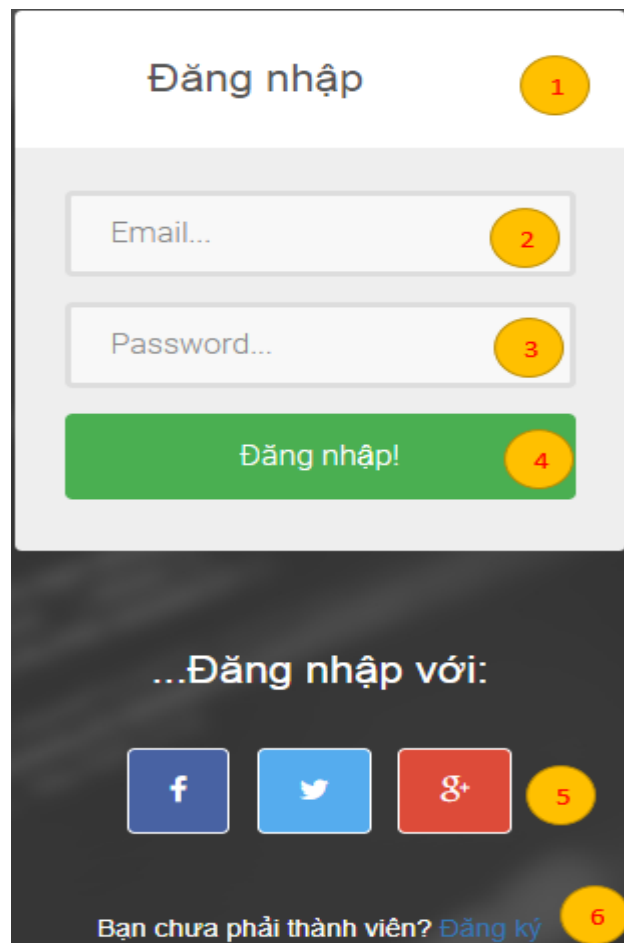 Đăng nhập 1
Email... 2
Password... 3
Đăng nhập! 4
...Đăng nhập với:
f g+ 5
Bạn chưa phải thành viên? Đăng ký 6